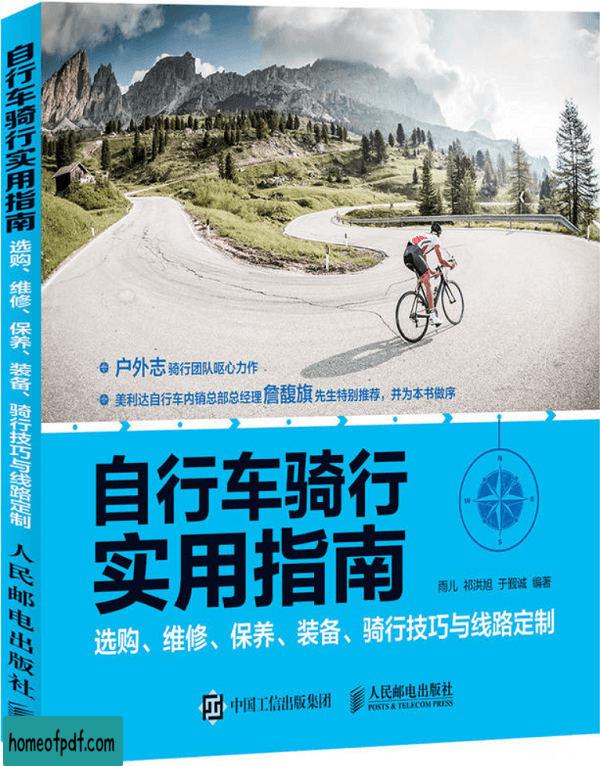 自行车骑行实用指南
选购、维修、保养、装备、骑行技巧与线路定制
人民邮电出版社
户外志 骑行团队呕心力作
美利达自行车内销总部总经理 詹馥旗 先生特别推荐，并为本书做序
N
W E
S
自行车骑行
实用指南
雨儿 祁洪旭 于觐诚 编著
选购、维修、保养、装备、骑行技巧与线路定制
中国工信出版集团
人民邮电出版社
POSTS & TELECOM PRESS
homeofpdf.com